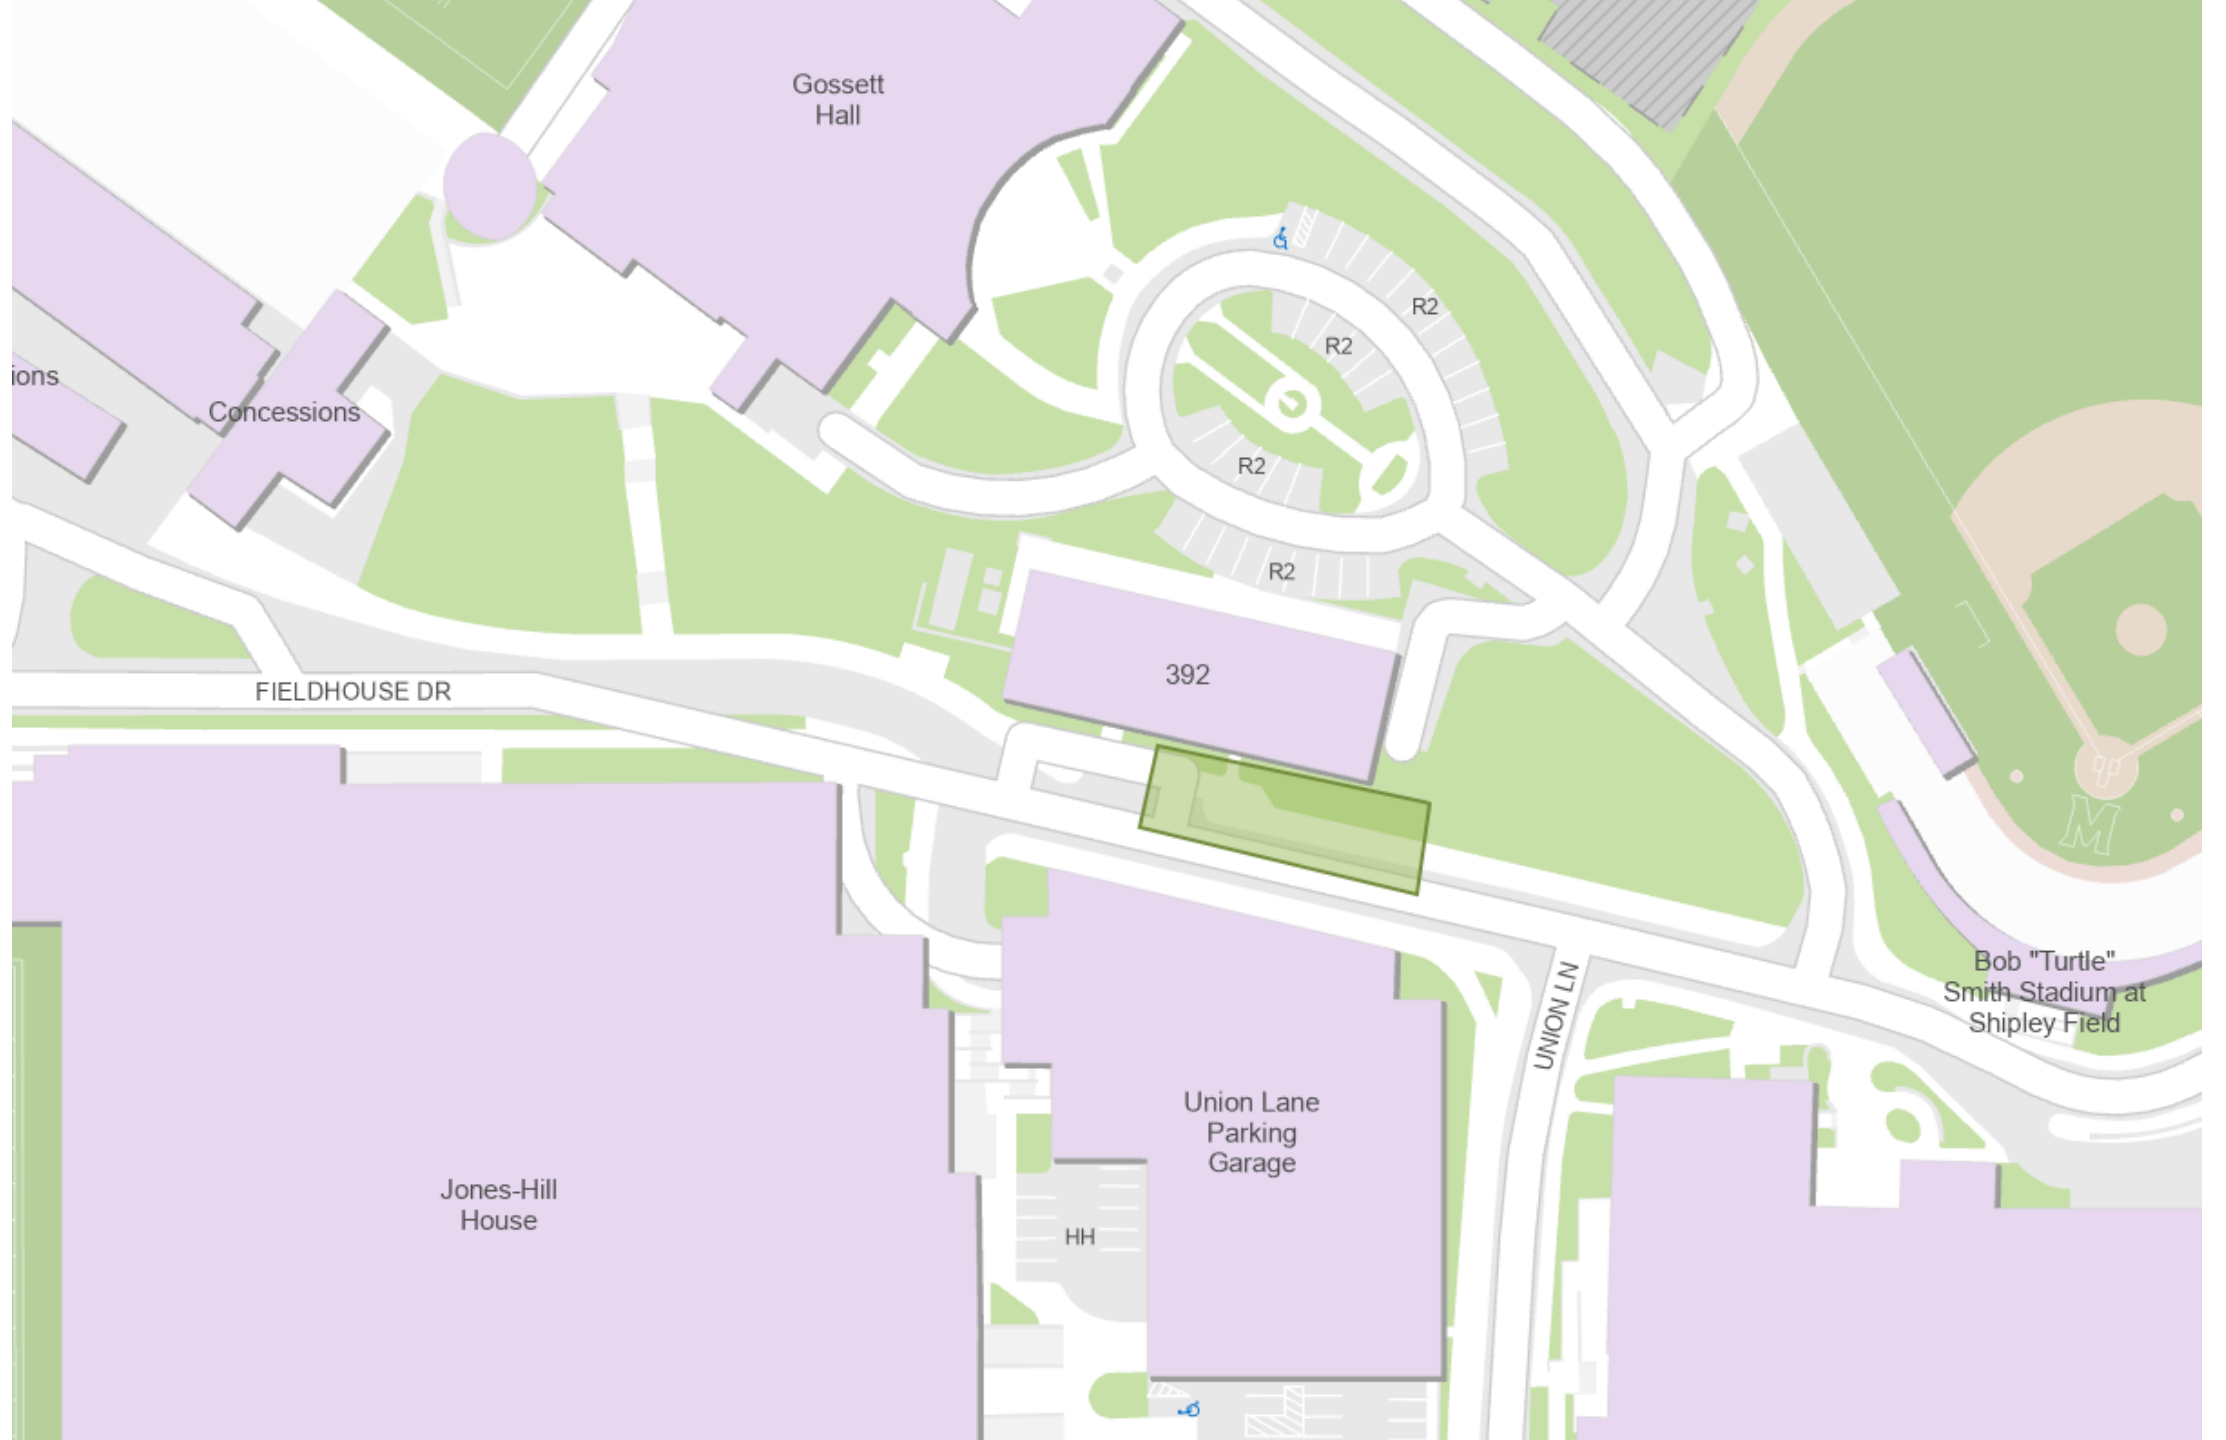 Gossett
Hall
R2
R2
ions
Concessions
R2
R2
392
FIELDHOUSE DR
M
Bob "Turtle"
Smith Stadium at
Shipley Field
UNION LN
Union Lane
Parking
Garage
Jones-Hill
House
HH